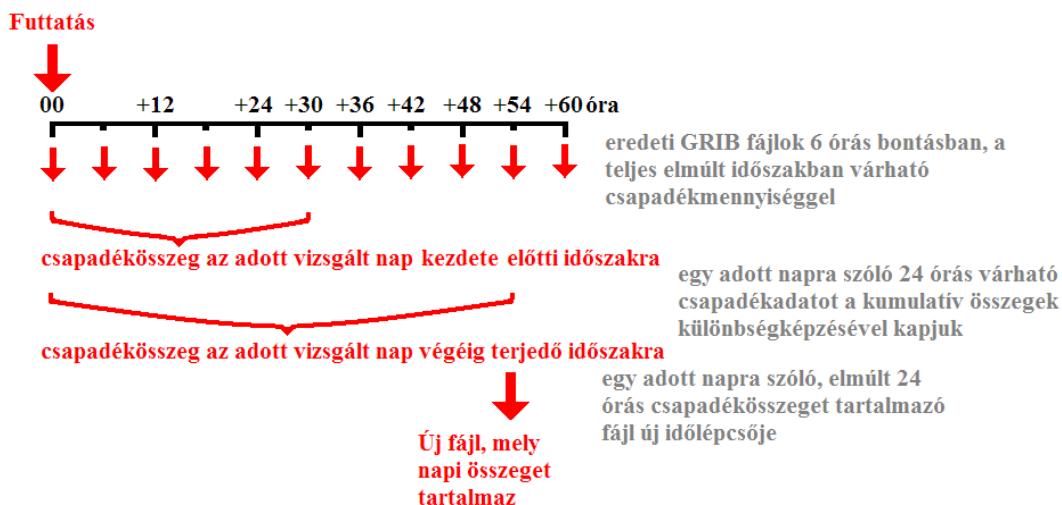 Futtatás
00 +12 +24 +30 +36 +42 +48 +54 +60 óra
eredeti GRIB fájlok 6 órás bontásban, a
teljes elmúlt időszakban várható
csapadékmennyiséggel
csapadékösszeg az adott vizsgált nap kezdete előtti időszakra
egy adott napra szóló 24 órás várható
csapadékadatot a kumulatív összegek
különbségképzésével kapjuk
csapadékösszeg az adott vizsgált nap végéig terjedő időszakra
egy adott napra szóló, elmúlt 24
órás csapadékösszeget tartalmazó
fájl új időlépcsője
Új fájl, mely
napi összeget
tartalmaz